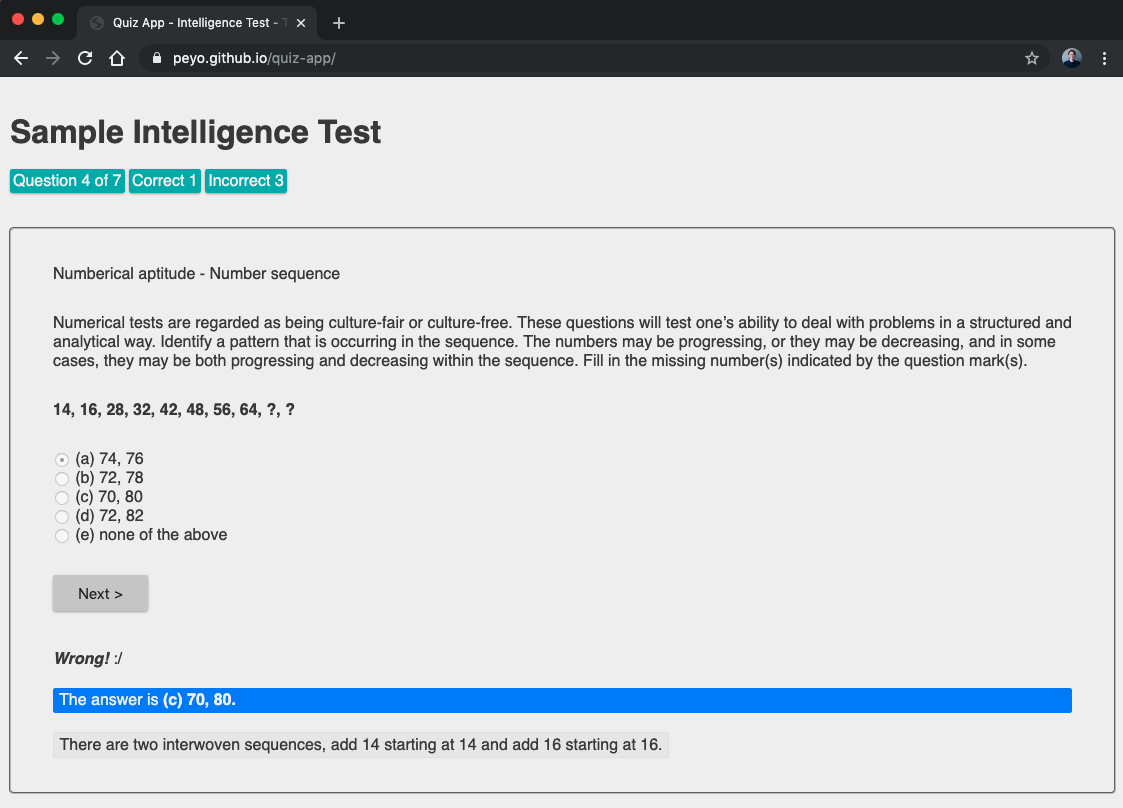 Quiz App - Intelligence Test -
peyo.github.io/quiz-app/
Sample Intelligence Test
Question 4 of 7 Correct 1 Incorrect 3
Numberical aptitude - Number sequence
Numerical tests are regarded as being culture-fair or culture-free. These questions will test one’s ability to deal with problems in a structured and
analytical way. Identify a pattern that is occurring in the sequence. The numbers may be progressing, or they may be decreasing, and in some
cases, they may be both progressing and decreasing within the sequence. Fill in the missing number(s) indicated by the question mark(s).
14, 16, 28, 32, 42, 48, 56, 64, ?, ?
(a) 74, 76
(b) 72, 78
(c) 70, 80
(d) 72, 82
(e) none of the above
Next >
Wrong! :/
The answer is (c) 70, 80.
There are two interwoven sequences, add 14 starting at 14 and add 16 starting at 16.